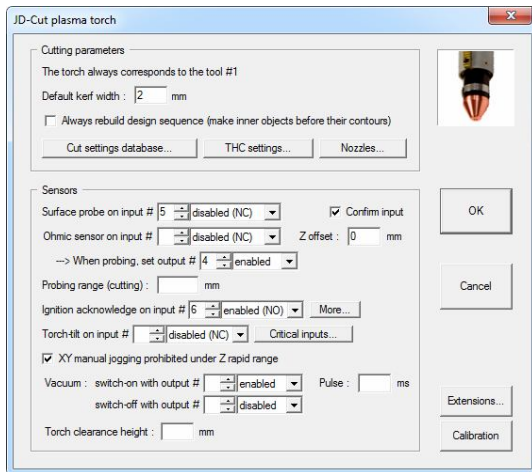 JD-Cut plasma torch
Cutting parameters
The torch always corresponds to the tool #1
Default kerf width : 2 mm
Always rebuild design sequence (make inner objects before their contours)
Cut settings database... THC settings... Nozzles...
Sensors
Surface probe on input # 5 disabled (NC) Confirm input
Ohmic sensor on input # disabled (NC) Z offset : 0 mm
---> When probing, set output # 4 enabled
Probing range (cutting) : mm
Ignition acknowledge on input # 6 enabled (NO) More...
Torch-tilt on input # disabled (NC) Critical inputs...
XY manual jogging prohibited under Z rapid range
Vacuum : switch-on with output # enabled Pulse : ms
switch-off with output # disabled
Torch clearance height : mm
OK
Cancel
Extensions...
Calibration